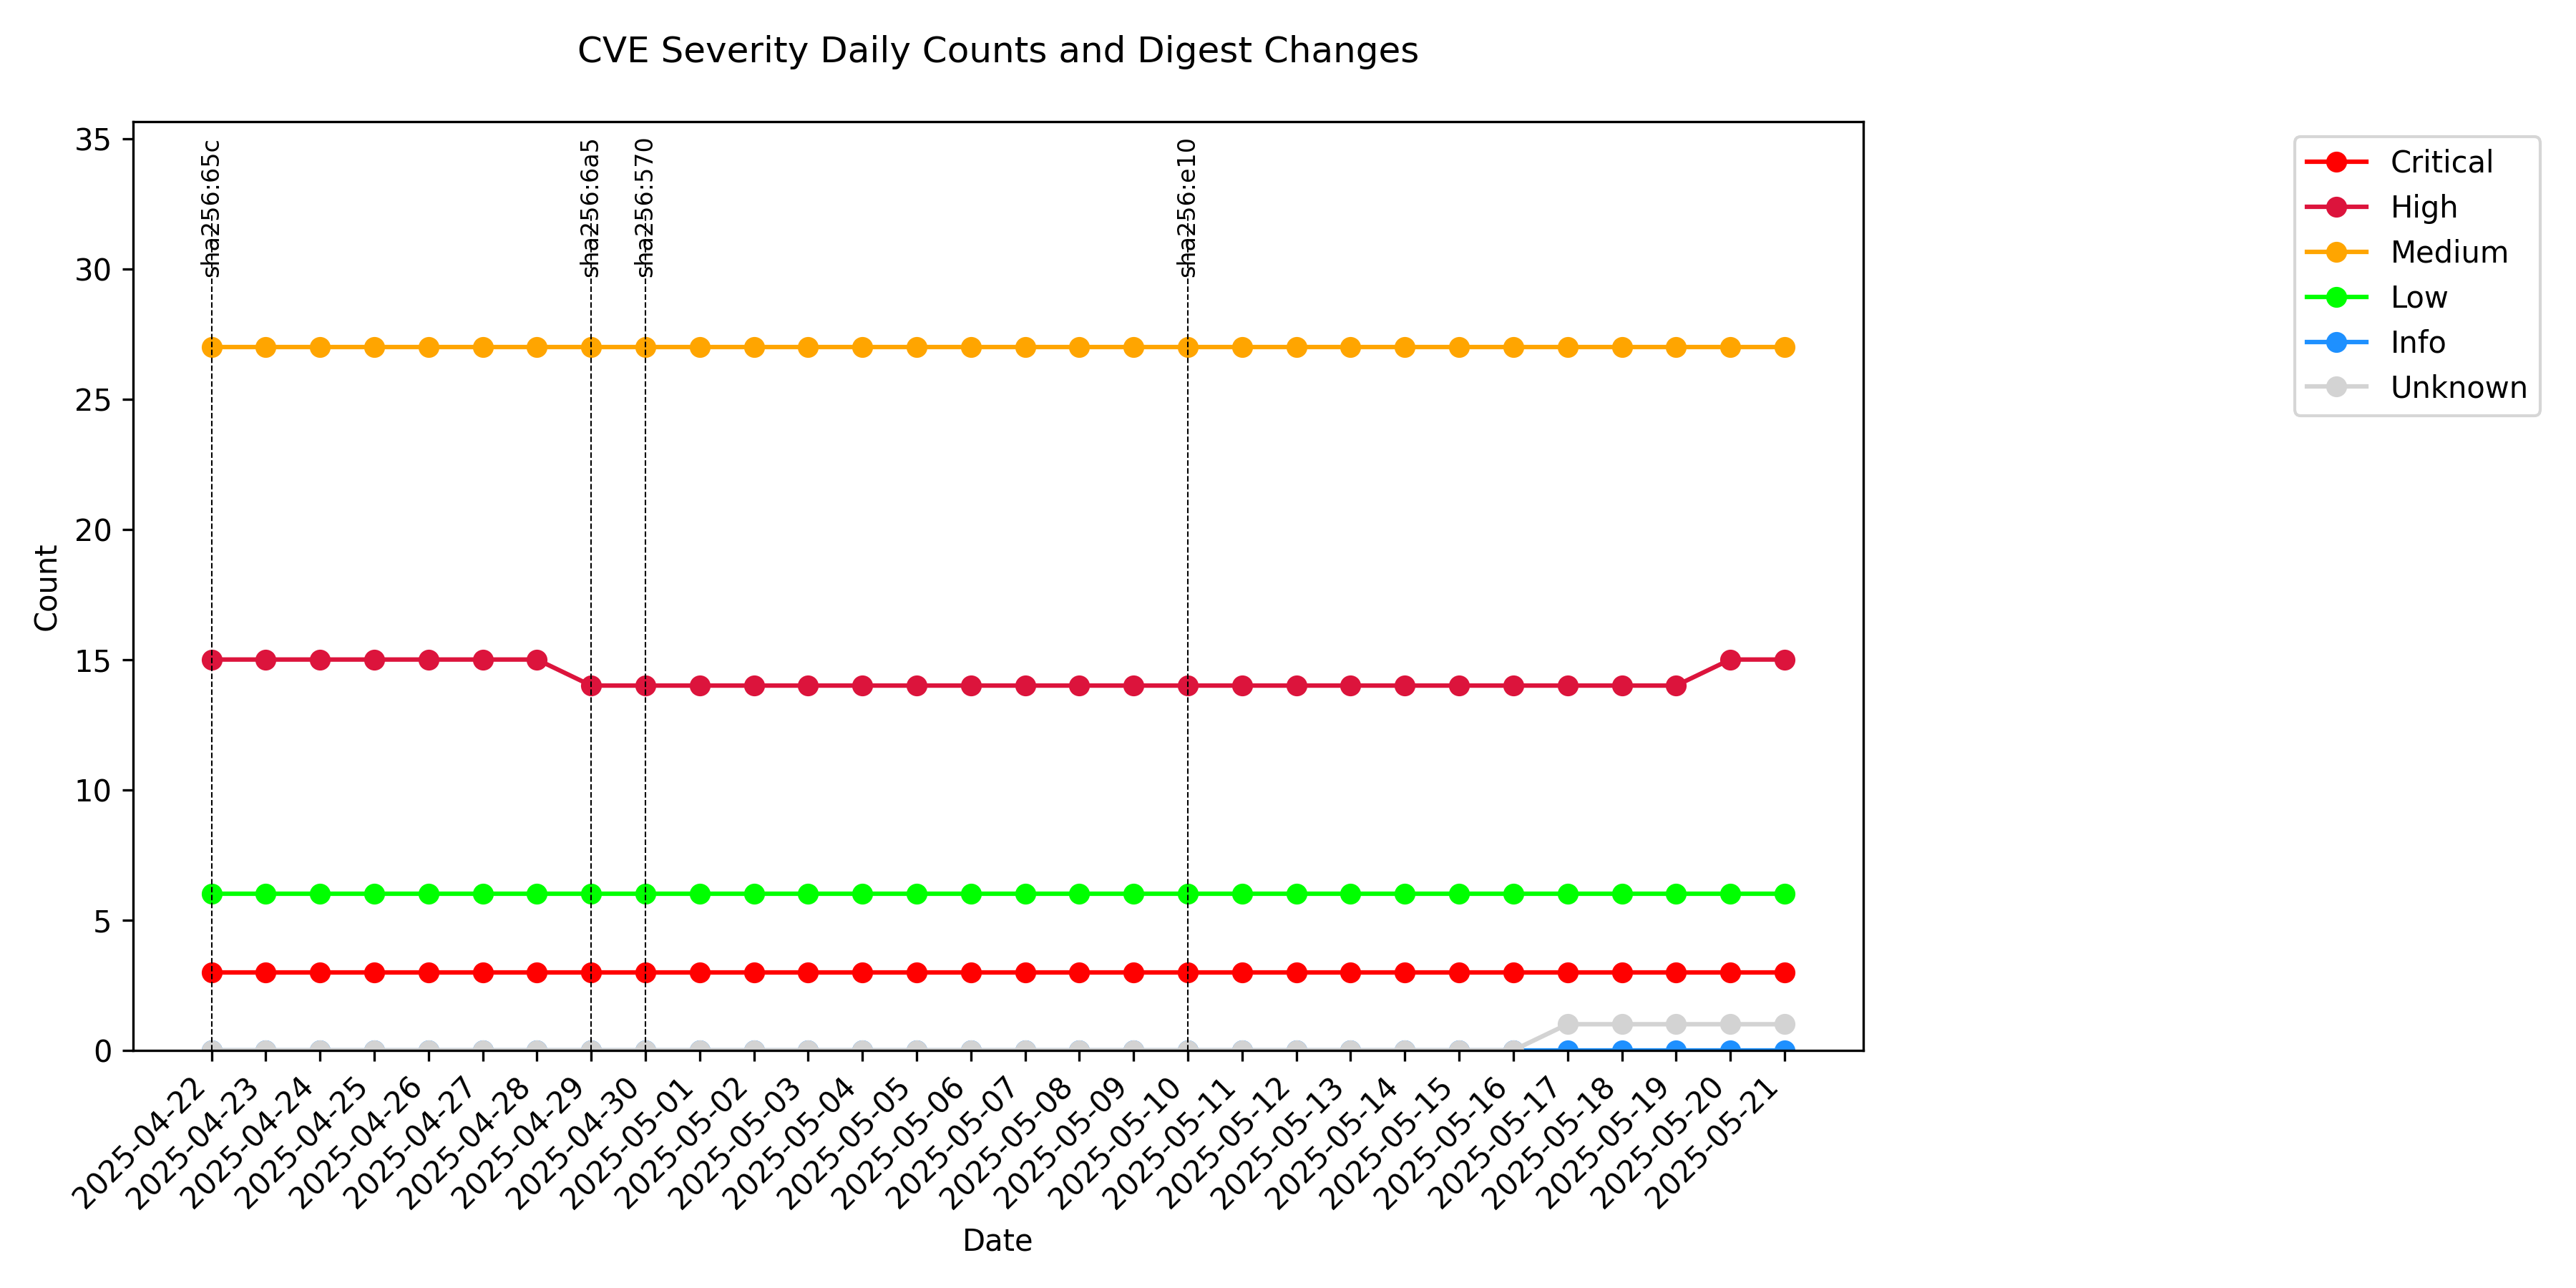 CVE Severity Daily Counts and Digest Changes
35
30
25
20
15
10
5
0
Count
sha256:65c
sha256:6a5
sha256:570
sha256:e10
2025-04-22
2025-04-23
2025-04-24
2025-04-25
2025-04-26
2025-04-27
2025-04-28
2025-04-29
2025-04-30
2025-05-01
2025-05-02
2025-05-03
2025-05-04
2025-05-05
2025-05-06
2025-05-07
2025-05-08
2025-05-09
2025-05-10
2025-05-11
2025-05-12
2025-05-13
2025-05-14
2025-05-15
2025-05-16
2025-05-17
2025-05-18
2025-05-19
2025-05-20
2025-05-21
Date
Critical
High
Medium
Low
Info
Unknown